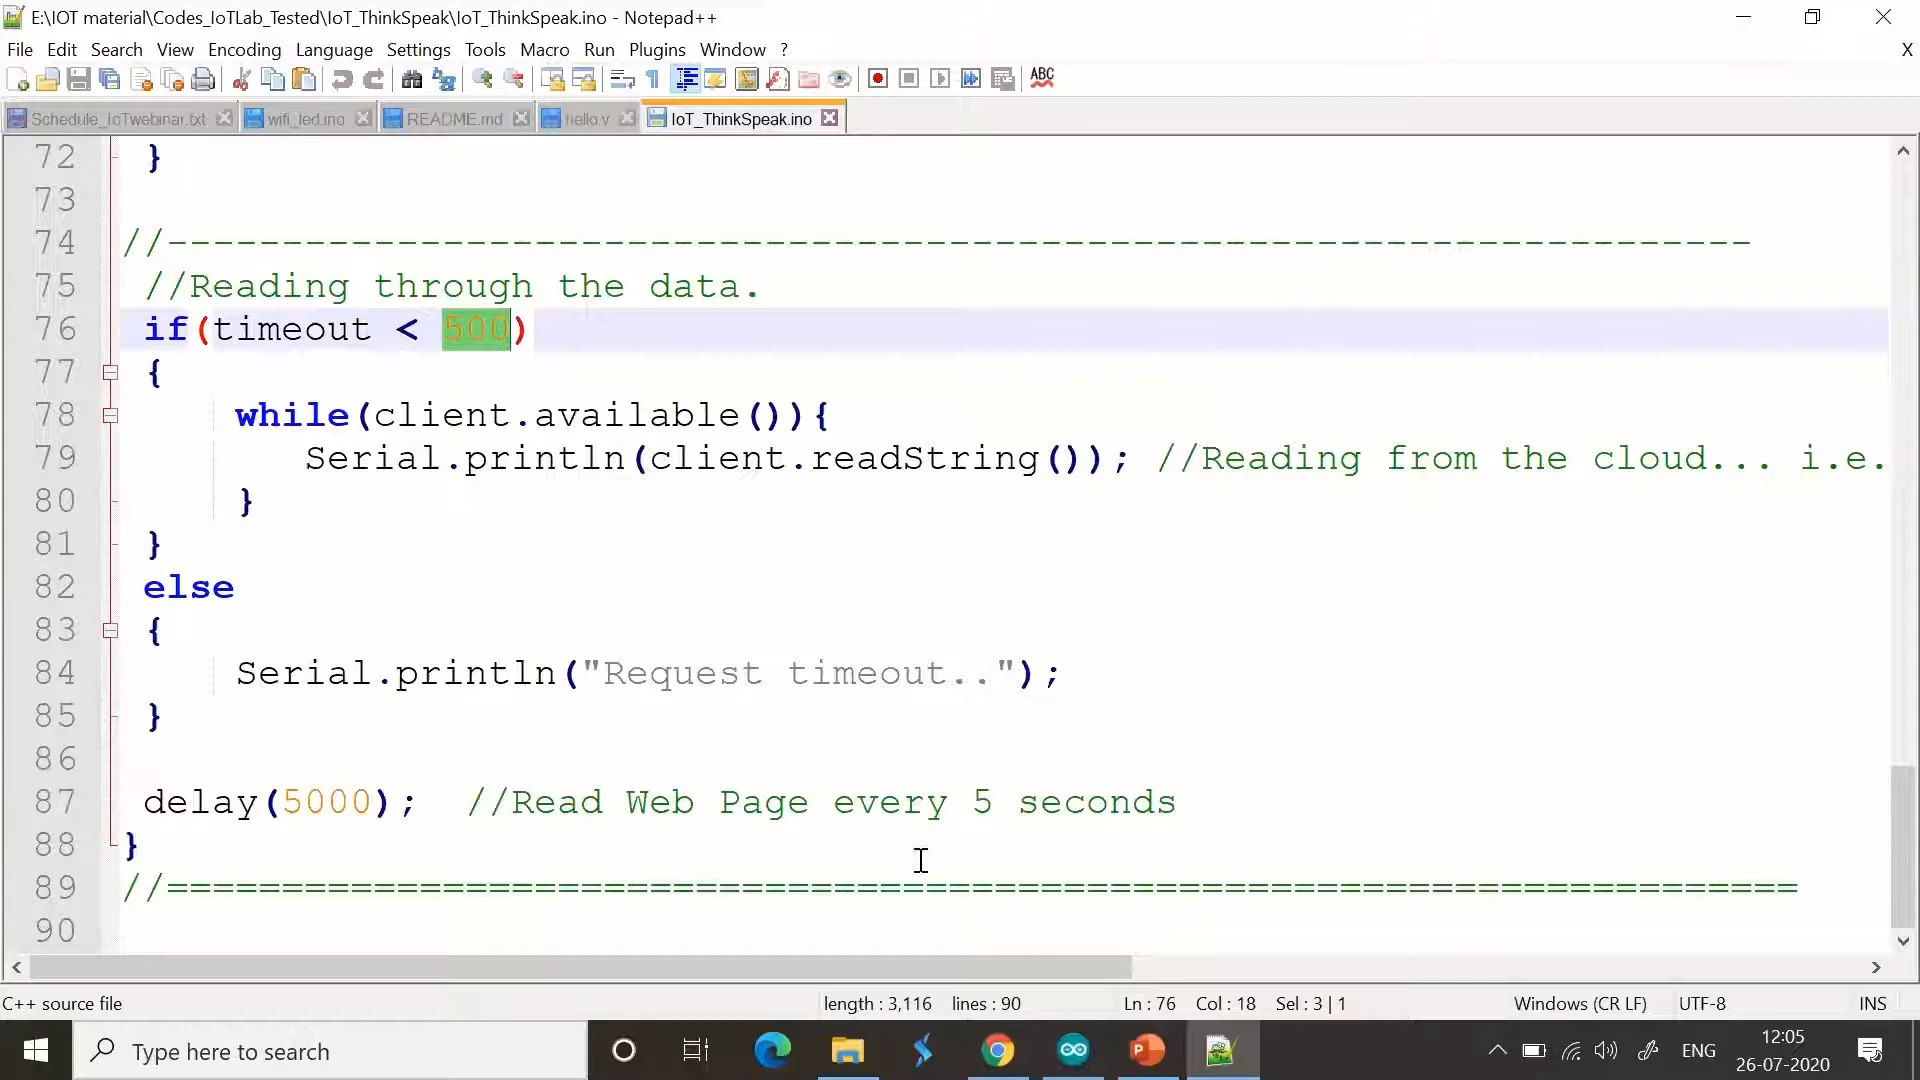 E:\IOT material\Codes_IoTLab_Tested\IoT_ThinkSpeak\IoT_ThinkSpeak.ino - Notepad++
File Edit Search View Encoding Language Settings Tools Macro Run Plugins Window ? X
ABC
Schedule_IoTwebinar.txt wifi_led.ino README.md hello.v IoT_ThinkSpeak.ino
72 }
73
74 //---------------------------------------------------------------------
75 //Reading through the data.
76 if(timeout < 500)
77 {
78 while(client.available()){
79 Serial.println(client.readString()); //Reading from the cloud... i.e.
80 }
81 }
82 else
83 {
84 Serial.println("Request timeout..");
85 }
86
87 delay(5000); //Read Web Page every 5 seconds
88 }
89 //=======================================================================
90
C++ source file length : 3,116 lines : 90 Ln : 76 Col : 18 Sel : 3 | 1 Windows (CR LF) UTF-8 INS
Type here to search ENG 12:05
26-07-2020